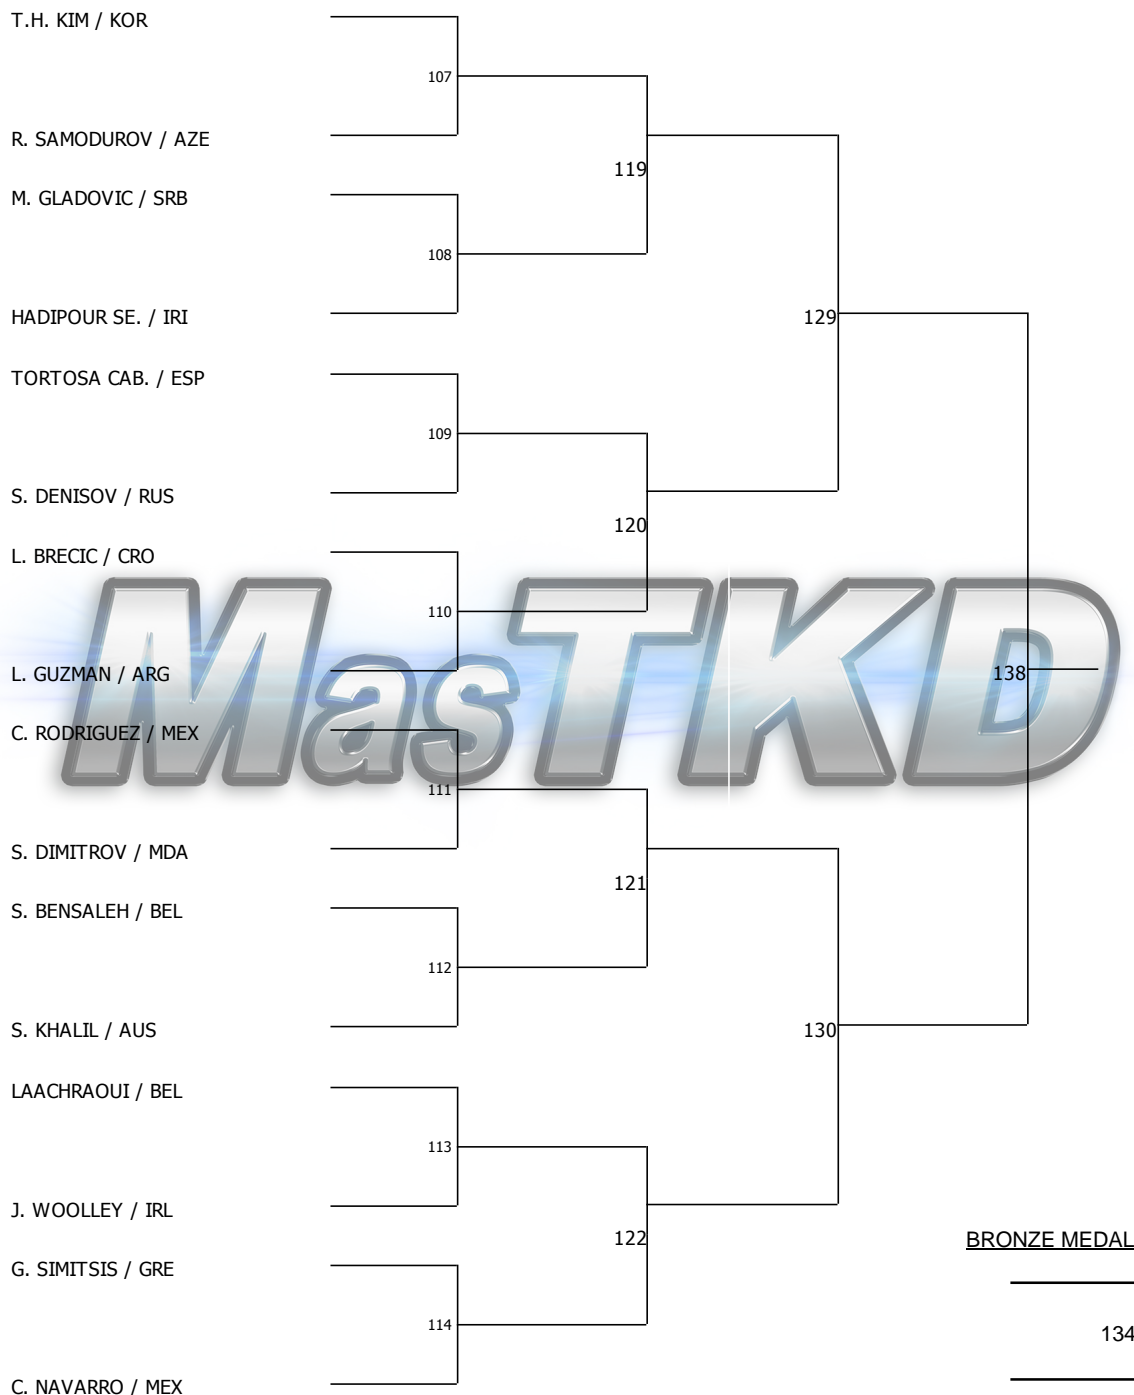 T.H. KIM / KOR
107
R. SAMODUROV / AZE
119
M. GLADOVIC / SRB
108
HADIPOUR SE. / IRI
129
TORTOSA CAB. / ESP
109
S. DENISOV / RUS
120
L. BRECIC / CRO
110
L. GUZMAN / ARG
138
MasTKD
C. RODRIGUEZ / MEX
111
S. DIMITROV / MDA
121
S. BENSALEH / BEL
112
S. KHALIL / AUS
130
LAACHRAOUI / BEL
113
J. WOOLLEY / IRL
122
BRONZE MEDAL
G. SIMITSIS / GRE
114
134
C. NAVARRO / MEX